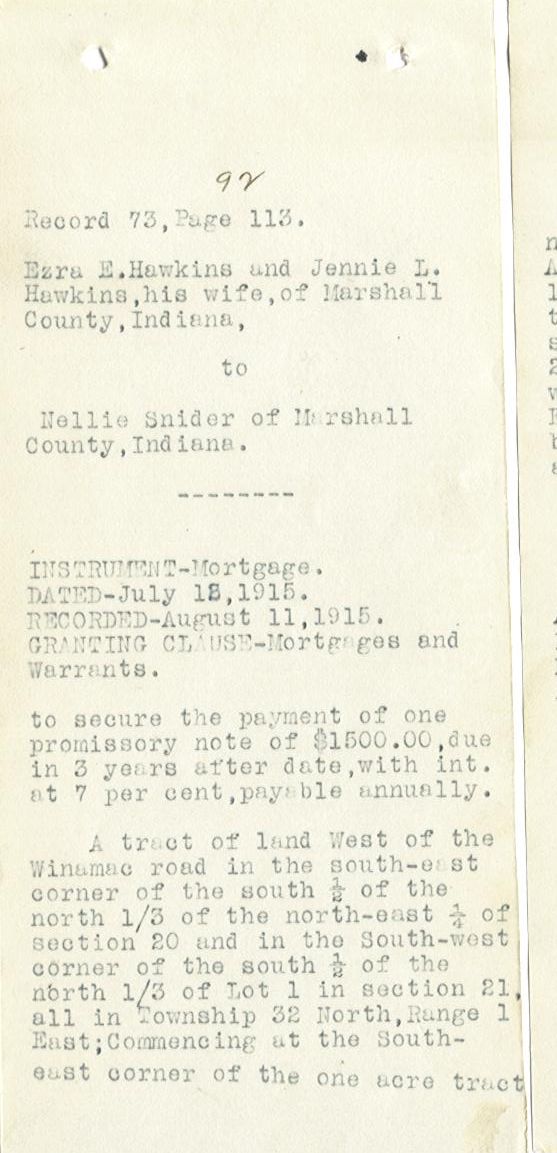 92
Record 73,Page 113.
Ezra E.Hawkins and Jennie L.
Hawkins,his wife,of Marshall
County,Indiana,
to
Nellie Snider of Marshall
County,Indiana.
--------
INSTRUMENT-Mortgage.
DATED-July 12,1915.
RECORDED-August 11,1915.
GRANTING CLAUSE-Mortgages and
Warrants.
to secure the payment of one
promissory note of $1500.00,due
in 3 years after date,with int.
at 7 per cent,payable annually.
A tract of land West of the
Winamac road in the south-east
corner of the south ½ of the
north 1/3 of the north-east ¼ of
section 20 and in the South-west
corner of the south ½ of the
north 1/3 of Lot 1 in section 21,
all in Township 32 North,Range 1
East;Commencing at the South-
east corner of the one acre tract